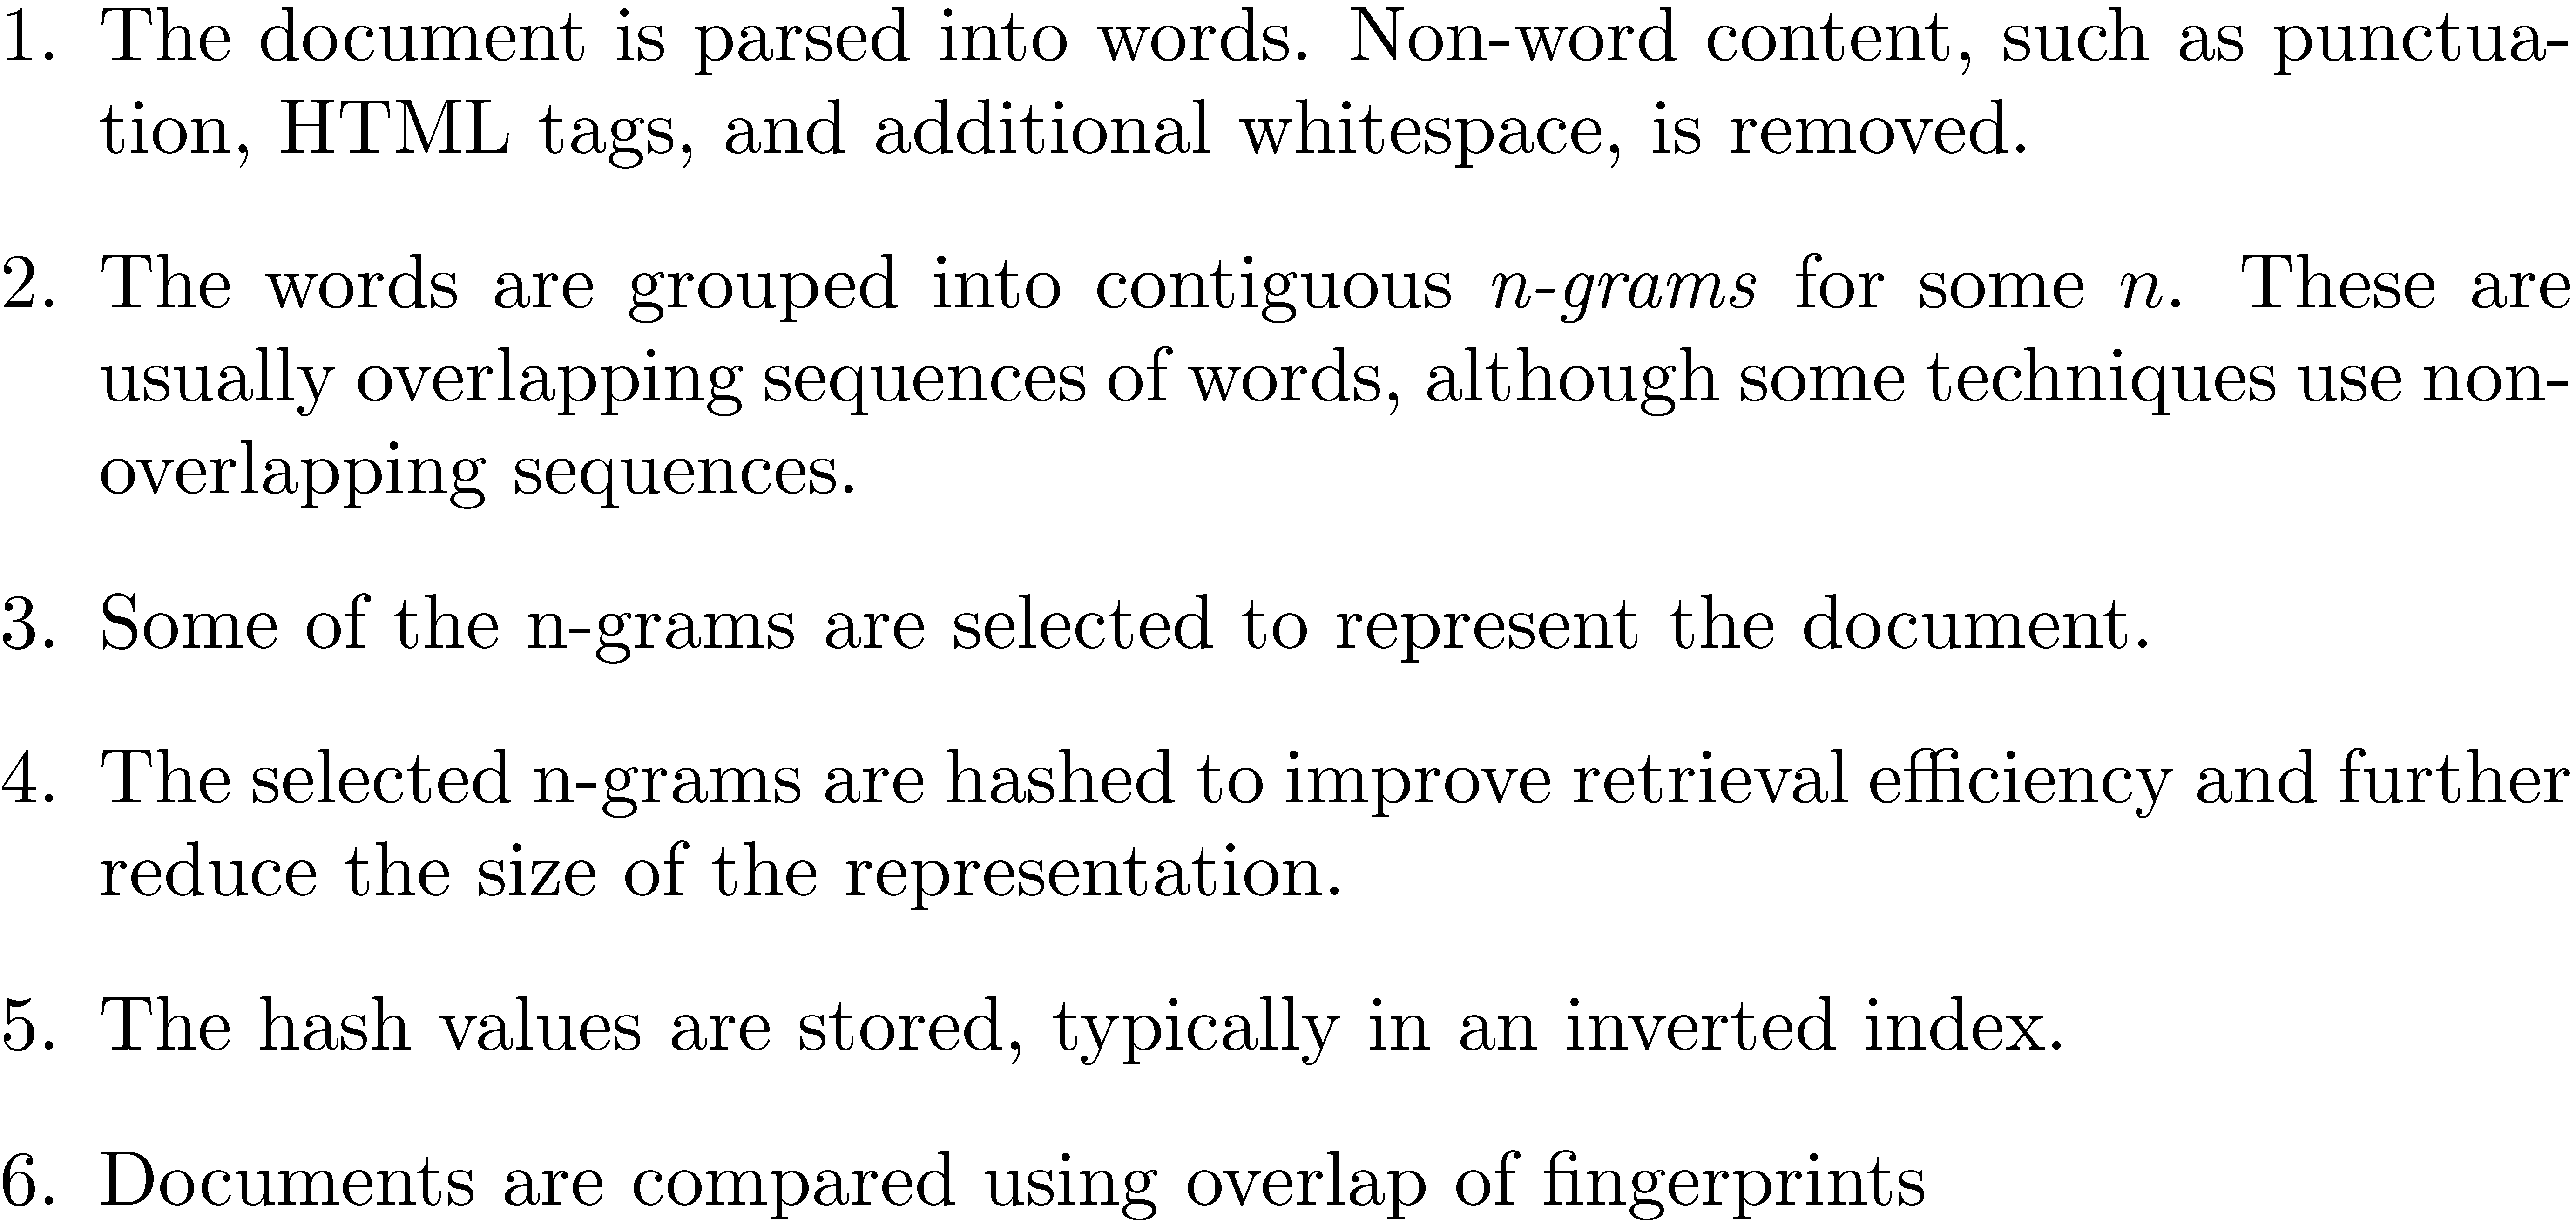 1. The document is parsed into words. Non-word content, such as punctua-
tion, HTML tags, and additional whitespace, is removed.
2. The words are grouped into contiguous n-grams for some n. These are
usually overlapping sequences of words, although some techniques use non-
overlapping sequences.
3. Some of the n-grams are selected to represent the document.
4. The selected n-grams are hashed to improve retrieval efficiency and further
reduce the size of the representation.
5. The hash values are stored, typically in an inverted index.
6. Documents are compared using overlap of fingerprints